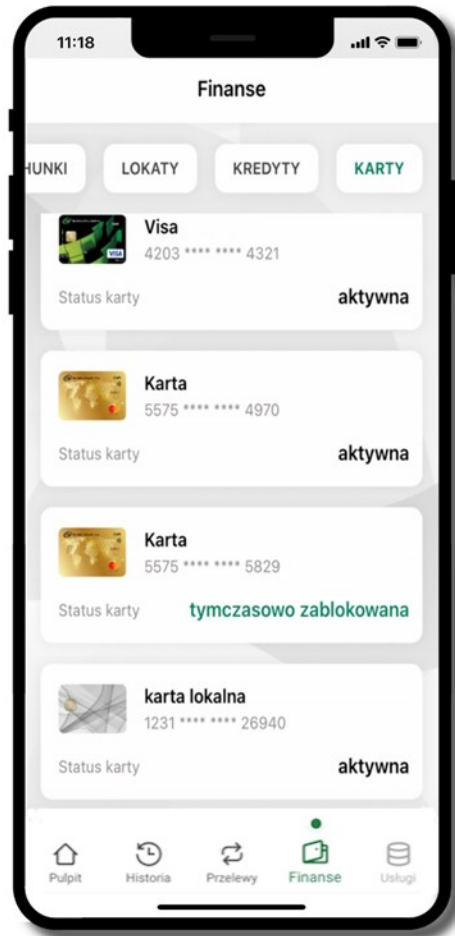 11:18
Finanse
HUNKI LOKATY KREDYTY KARTY
VISA
Visa
4203 **** **** 4321
Status karty aktywna
Karta
5575 **** **** 4970
Status karty aktywna
Karta
5575 **** **** 5829
Status karty tymczasowo zablokowana
karta lokalna
1231 **** **** 26940
Status karty aktywna
Pulpit Historia Przelewy Finanse Usługi